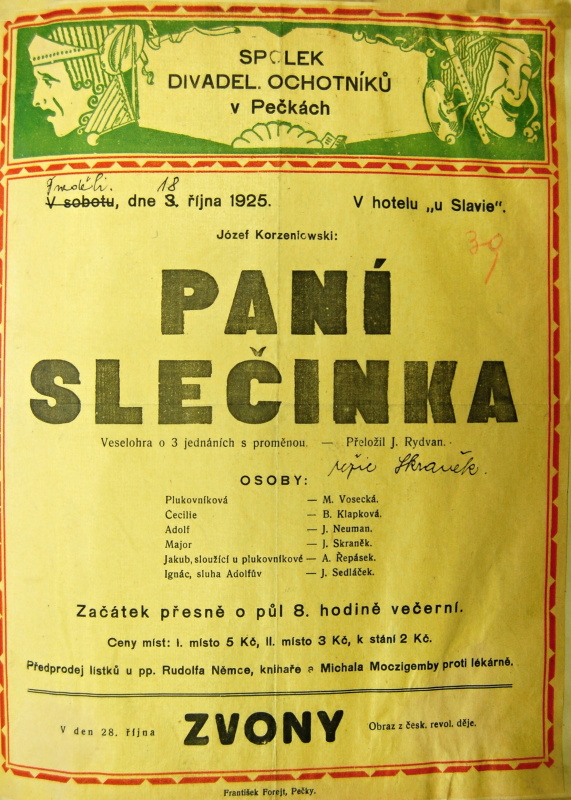 SPOLEK
DIVADEL. OCHOTNÍKŮ
v Pečkách
V neděli. 18
V sobotu, dne 3. října 1925. V hotelu „u Slavie".
Józef Korzeniowski:
39
PANÍ
SLEČINKA
Veselohra o 3 jednáních s proměnou. — Přeložil J. Rydvan.
režie Skraněk.
OSOBY:
Plukovníková — M. Vosecká.
Cecilie — B. Klapková.
Adolf — J. Neuman.
Major — J. Skraněk.
Jakub, sloužící u plukovníkové — A. Řepásek.
Ignác, sluha Adolfův — J. Sedláček.
Začátek přesně o půl 8. hodině večerní.
Ceny míst: I. místo 5 Kč, II. místo 3 Kč, k stání 2 Kč.
Předprodej lístků u pp. Rudolfa Němce, knihaře a Michala Moczigemby proti lékárně.
V den 28. října ZVONY Obraz z česk. revol. děje.
František Forejt, Pečky.